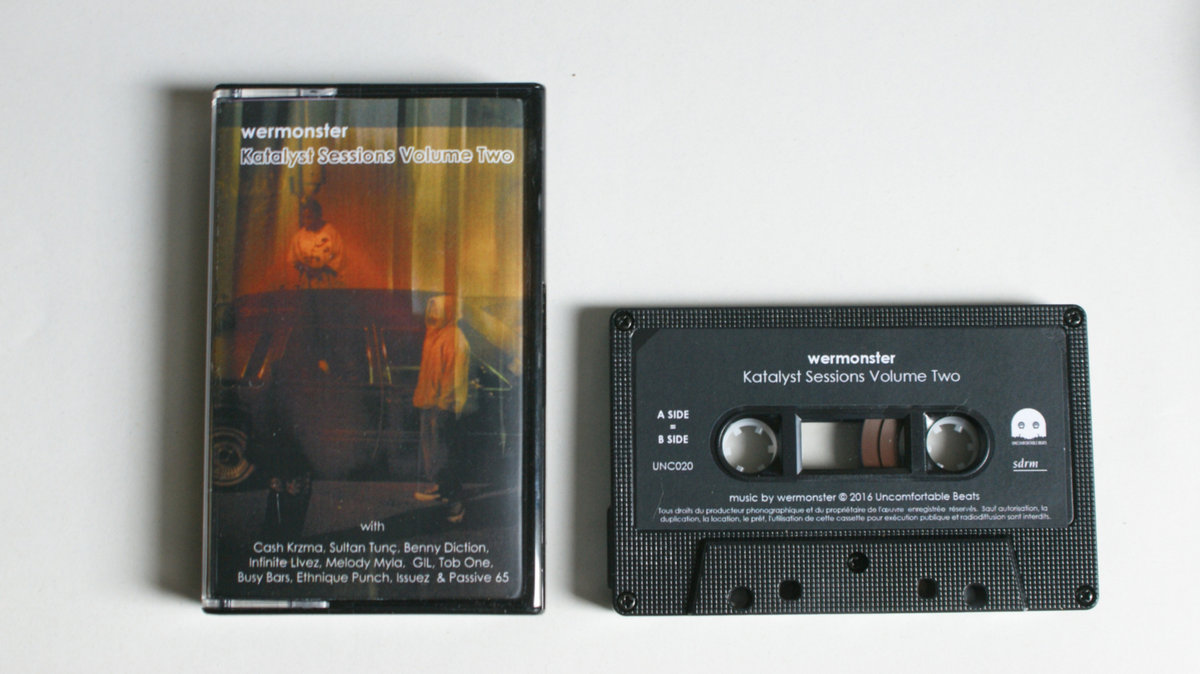 wermonster
Katalyst Sessions Volume Two
with
Cash Krzma, Sultan Tunç, Benny Diction,
Infinite Livez, Melody Myla, GIL, Tob One,
Busy Bars, Ethnique Punch, Issuez & Passive 65
wermonster
Katalyst Sessions Volume Two
A SIDE
=
B SIDE
UNC020
UNCOMFORTABLE BEATS
sdrm
music by wermonster © 2016 Uncomfortable Beats
Tous droits du producteur phonographique et du propriétaire de l'œuvre enregistrée réservés. Sauf autorisation, la
duplication, la location, le prêt, l'utilisation de cette cassette pour exécution publique et radiodiffusion sont interdits.